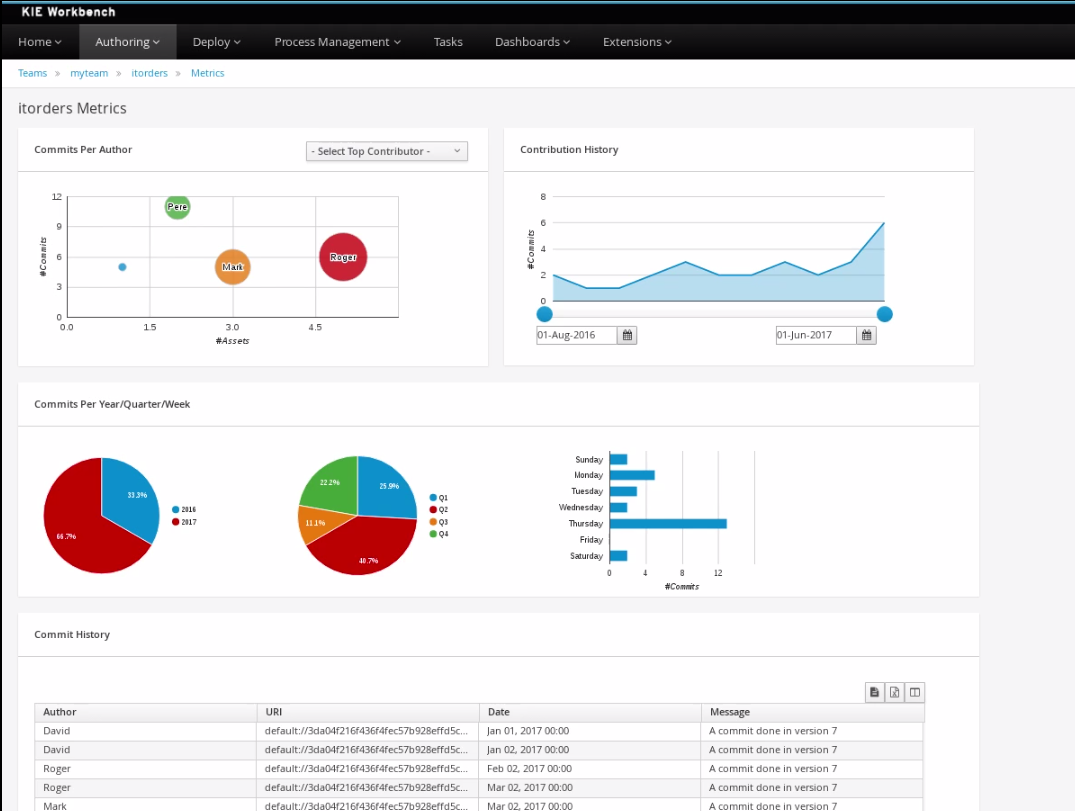 KIE Workbench
Home Authoring Deploy Process Management Tasks Dashboards Extensions
Teams » myteam » itorders » Metrics
itorders Metrics
Commits Per Author
- Select Top Contributor -
12
9
6
3
0
#Commits
Pere
Mark
Roger
0.0 1.5 3.0 4.5
#Assets
Contribution History
8
6
4
2
0
#Commits
01-Aug-2016
01-Jun-2017
Commits Per Year/Quarter/Week
33.3%
66.7%
2016
2017
22.2%
25.9%
11.1%
40.7%
Q1
Q2
Q3
Q4
Sunday
Monday
Tuesday
Wednesday
Thursday
Friday
Saturday
0 4 8 12
#Commits
Commit History
Author URI Date Message
David default://3da04f216f436f4fec57b928effd5c... Jan 01, 2017 00:00 A commit done in version 7
David default://3da04f216f436f4fec57b928effd5c... Jan 02, 2017 00:00 A commit done in version 7
Roger default://3da04f216f436f4fec57b928effd5c... Feb 02, 2017 00:00 A commit done in version 7
Roger default://3da04f216f436f4fec57b928effd5c... Mar 02, 2017 00:00 A commit done in version 7
Mark default://3da04f216f436f4fec57b928effd5c... Mar 02, 2017 00:00 A commit done in version 7